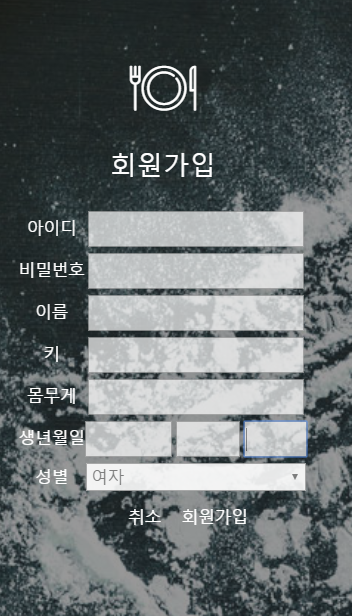 회원가입
아이디
비밀번호
이름
키
몸무게
생년월일
성별 여자
취소 회원가입